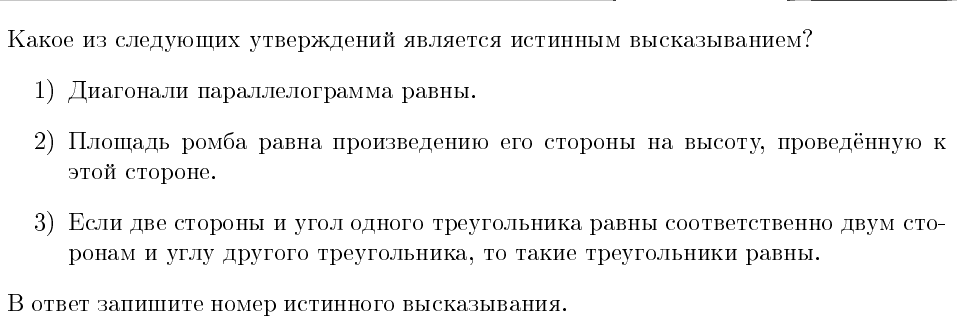 Какое из следующих утверждений является истинным высказыванием?
1) Диагонали параллелограмма равны.
2) Площадь ромба равна произведению его стороны на высоту, проведённую к
этой стороне.
3) Если две стороны и угол одного треугольника равны соответственно двум сто-
ронам и углу другого треугольника, то такие треугольники равны.
В ответ запишите номер истинного высказывания.